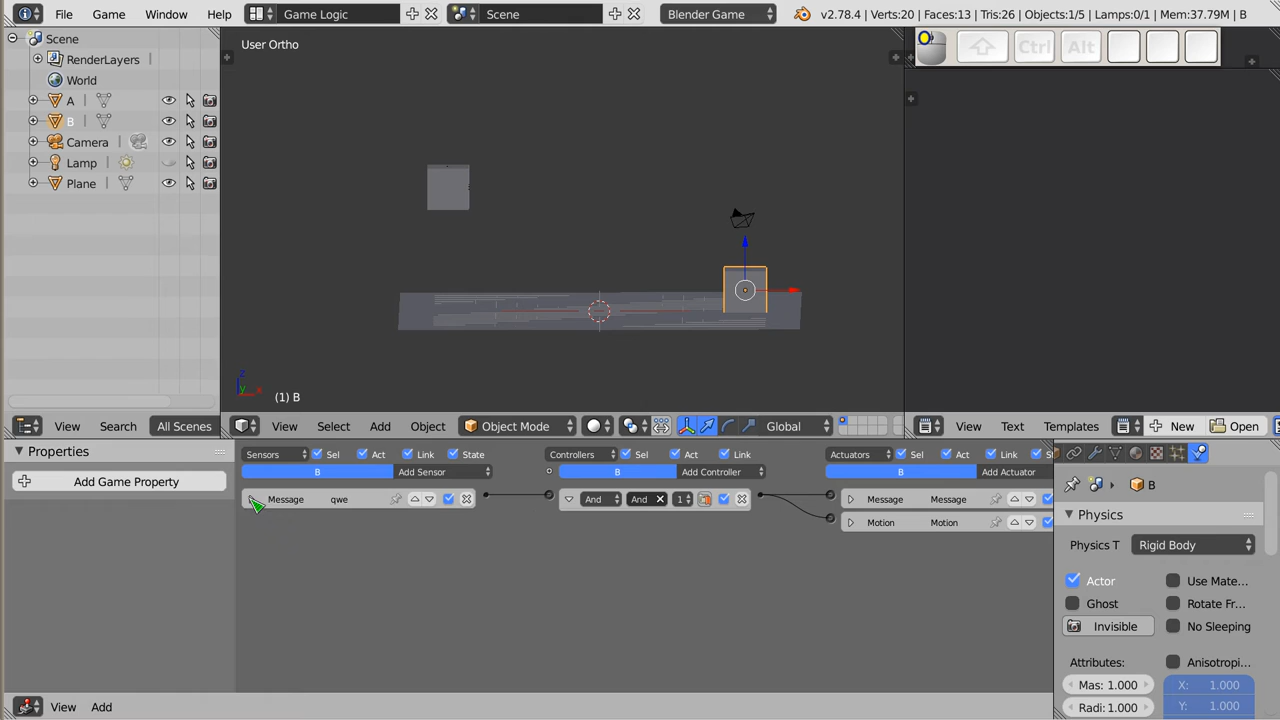 File Game Window Help Game Logic Scene Blender Game v2.78.4 | Verts:20 | Faces:13 | Tris:26 | Objects:1/5 | Lamps:0/1 | Mem:37.79M | B
Scene
RenderLayers
World
A
B
Camera
Lamp
Plane
User Ortho
Ctrl Alt
z
y x
(1) B
View Search All Scenes
View Select Add Object Object Mode Global
View Text Templates New Open
Properties
Add Game Property
Sensors Sel Act Link State
B Add Sensor
Message qwe
Controllers Sel Act Link
B Add Controller
And And 1
Actuators Sel Act Link St
B Add Actuator
Message Message
Motion Motion
B
Physics
Physics T Rigid Body
Actor Use Mate...
Ghost Rotate Fr...
Invisible No Sleeping
Attributes: Anisotropi...
Mas: 1.000 X: 1.000
Radi: 1.000 Y: 1.000
View Add